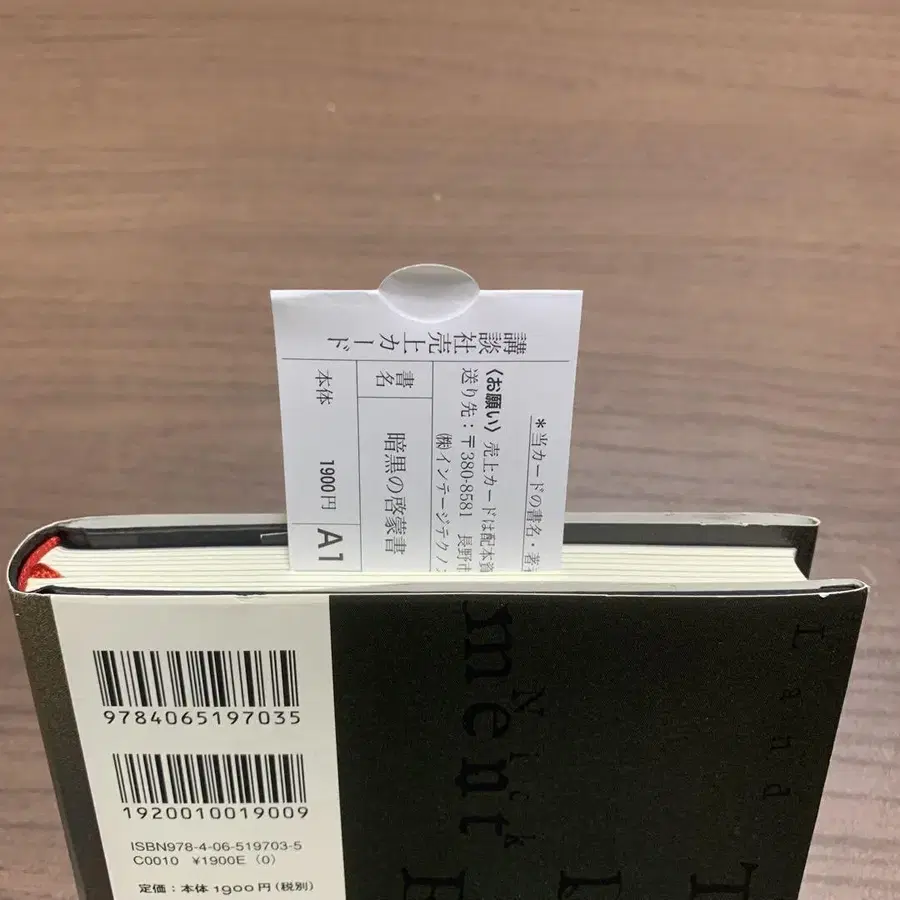 講談社売上カード
*当カードの書名・著
〈お願い〉売上カードは配本資
送り先：〒380-8581 長野市
㈱インテージテクノ
書名
暗黒の啓蒙書
本体 1900円
A1
9784065197035
1920010019009
ISBN978-4-06-519703-5
C0010 ¥1900E (0)
定価：本体1900円(税別)
Nick
Land
ment